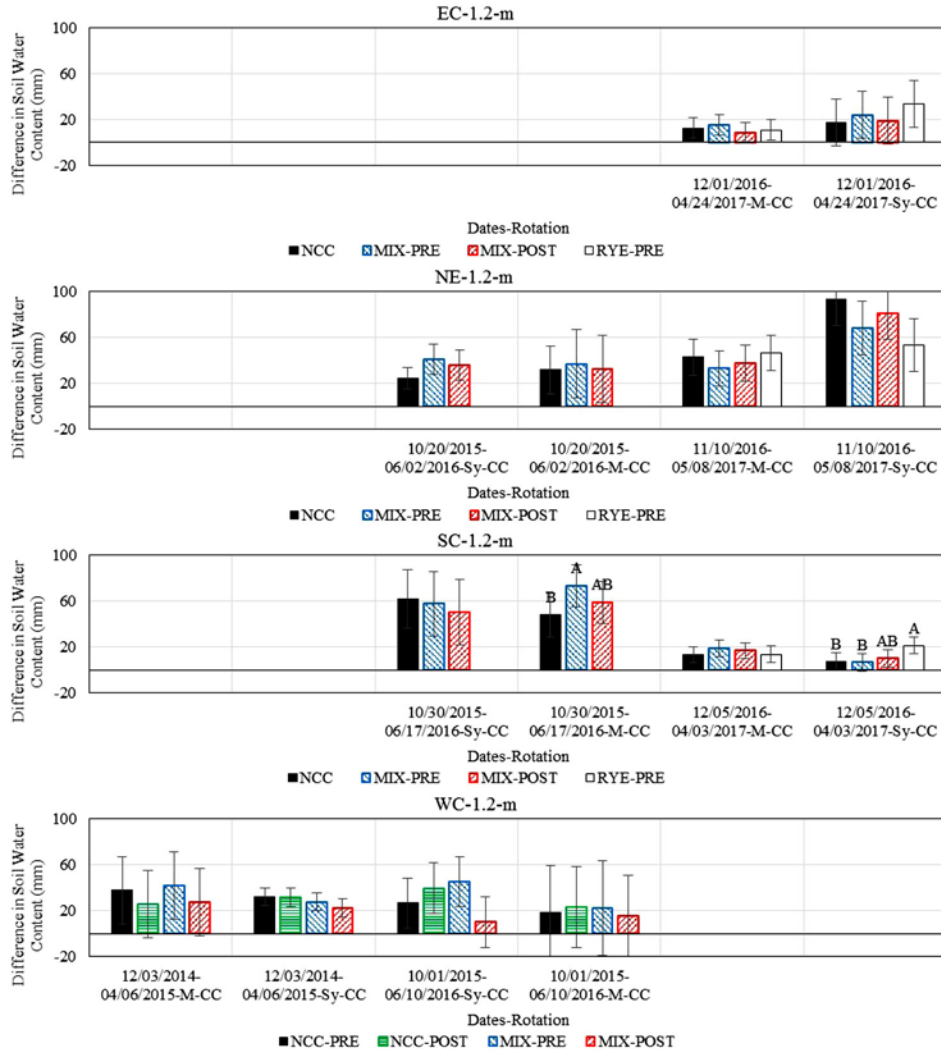 EC-1.2-m
Difference in Soil Water
Content (mm)
100
60
20
-20
12/01/2016-
04/24/2017-M-CC
12/01/2016-
04/24/2017-Sy-CC
Dates-Rotation
NCC MIX-PRE MIX-POST RYE-PRE
NE-1.2-m
Difference in Soil Water
Content (mm)
100
60
20
-20
10/20/2015-
06/02/2016-Sy-CC
10/20/2015-
06/02/2016-M-CC
11/10/2016-
05/08/2017-M-CC
11/10/2016-
05/08/2017-Sy-CC
Dates-Rotation
NCC MIX-PRE MIX-POST RYE-PRE
SC-1.2-m
Difference in Soil Water
Content (mm)
100
60
20
-20
B A AB
B B AB A
10/30/2015-
06/17/2016-Sy-CC
10/30/2015-
06/17/2016-M-CC
12/05/2016-
04/03/2017-M-CC
12/05/2016-
04/03/2017-Sy-CC
Dates-Rotation
NCC MIX-PRE MIX-POST RYE-PRE
WC-1.2-m
Difference in Soil Water
Content (mm)
100
60
20
-20
12/03/2014-
04/06/2015-M-CC
12/03/2014-
04/06/2015-Sy-CC
10/01/2015-
06/10/2016-Sy-CC
10/01/2015-
06/10/2016-M-CC
Dates-Rotation
NCC-PRE NCC-POST MIX-PRE MIX-POST